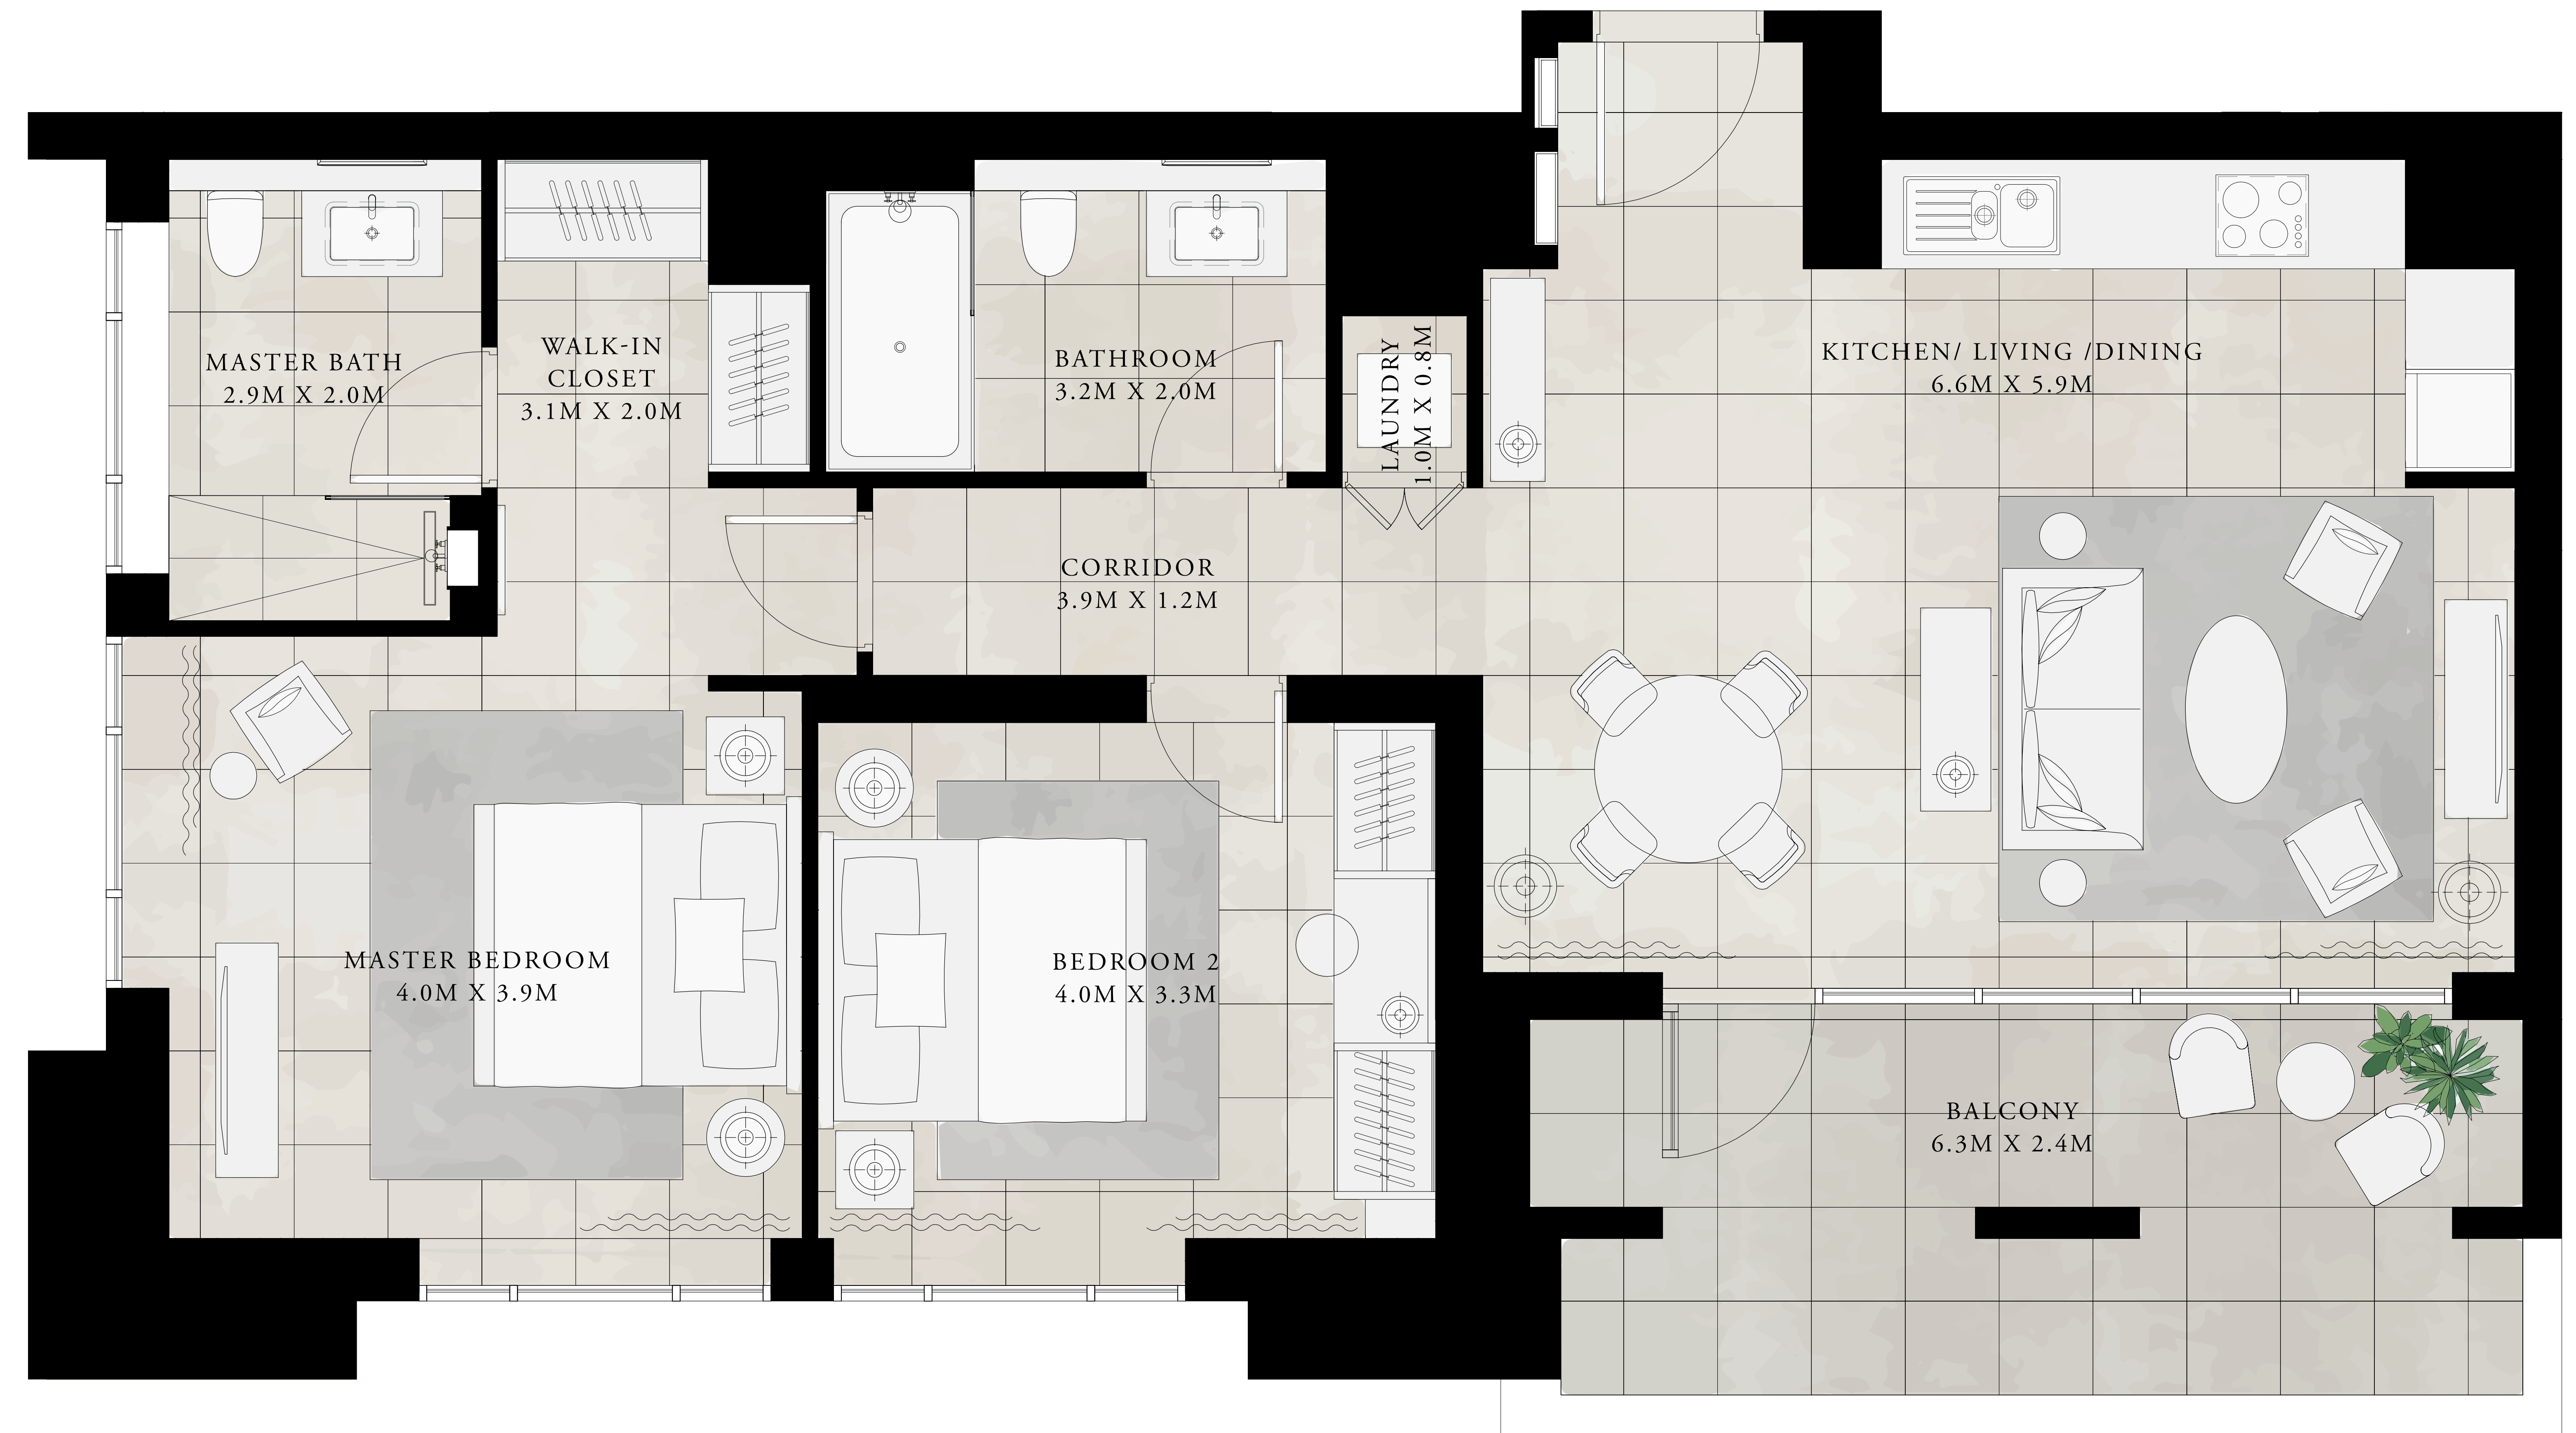 MASTER BATH
2.9M X 2.0M
WALK-IN
CLOSET
3.1M X 2.0M
BATHROOM
3.2M X 2.0M
LAUNDRY
1.0M X 0.8M
KITCHEN/ LIVING /DINING
6.6M X 5.9M
CORRIDOR
3.9M X 1.2M
MASTER BEDROOM
4.0M X 3.9M
BEDROOM 2
4.0M X 3.3M
BALCONY
6.3M X 2.4M